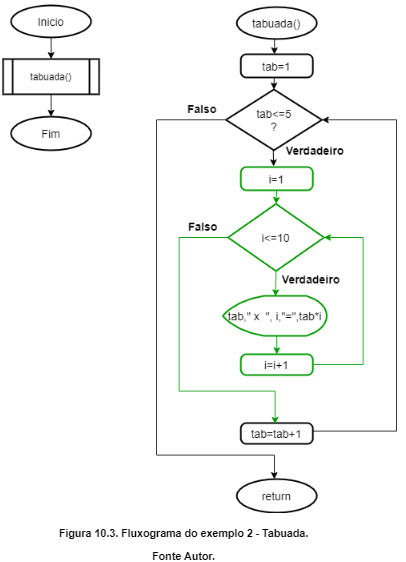 Início
tabuada()
Fim
tabuada()
tab=1
tab<=5
?
Falso
Verdadeiro
i=1
i<=10
Falso
Verdadeiro
tab," x ", i,"=",tab*i
i=i+1
tab=tab+1
return
Figura 10.3. Fluxograma do exemplo 2 - Tabuada.
Fonte Autor.